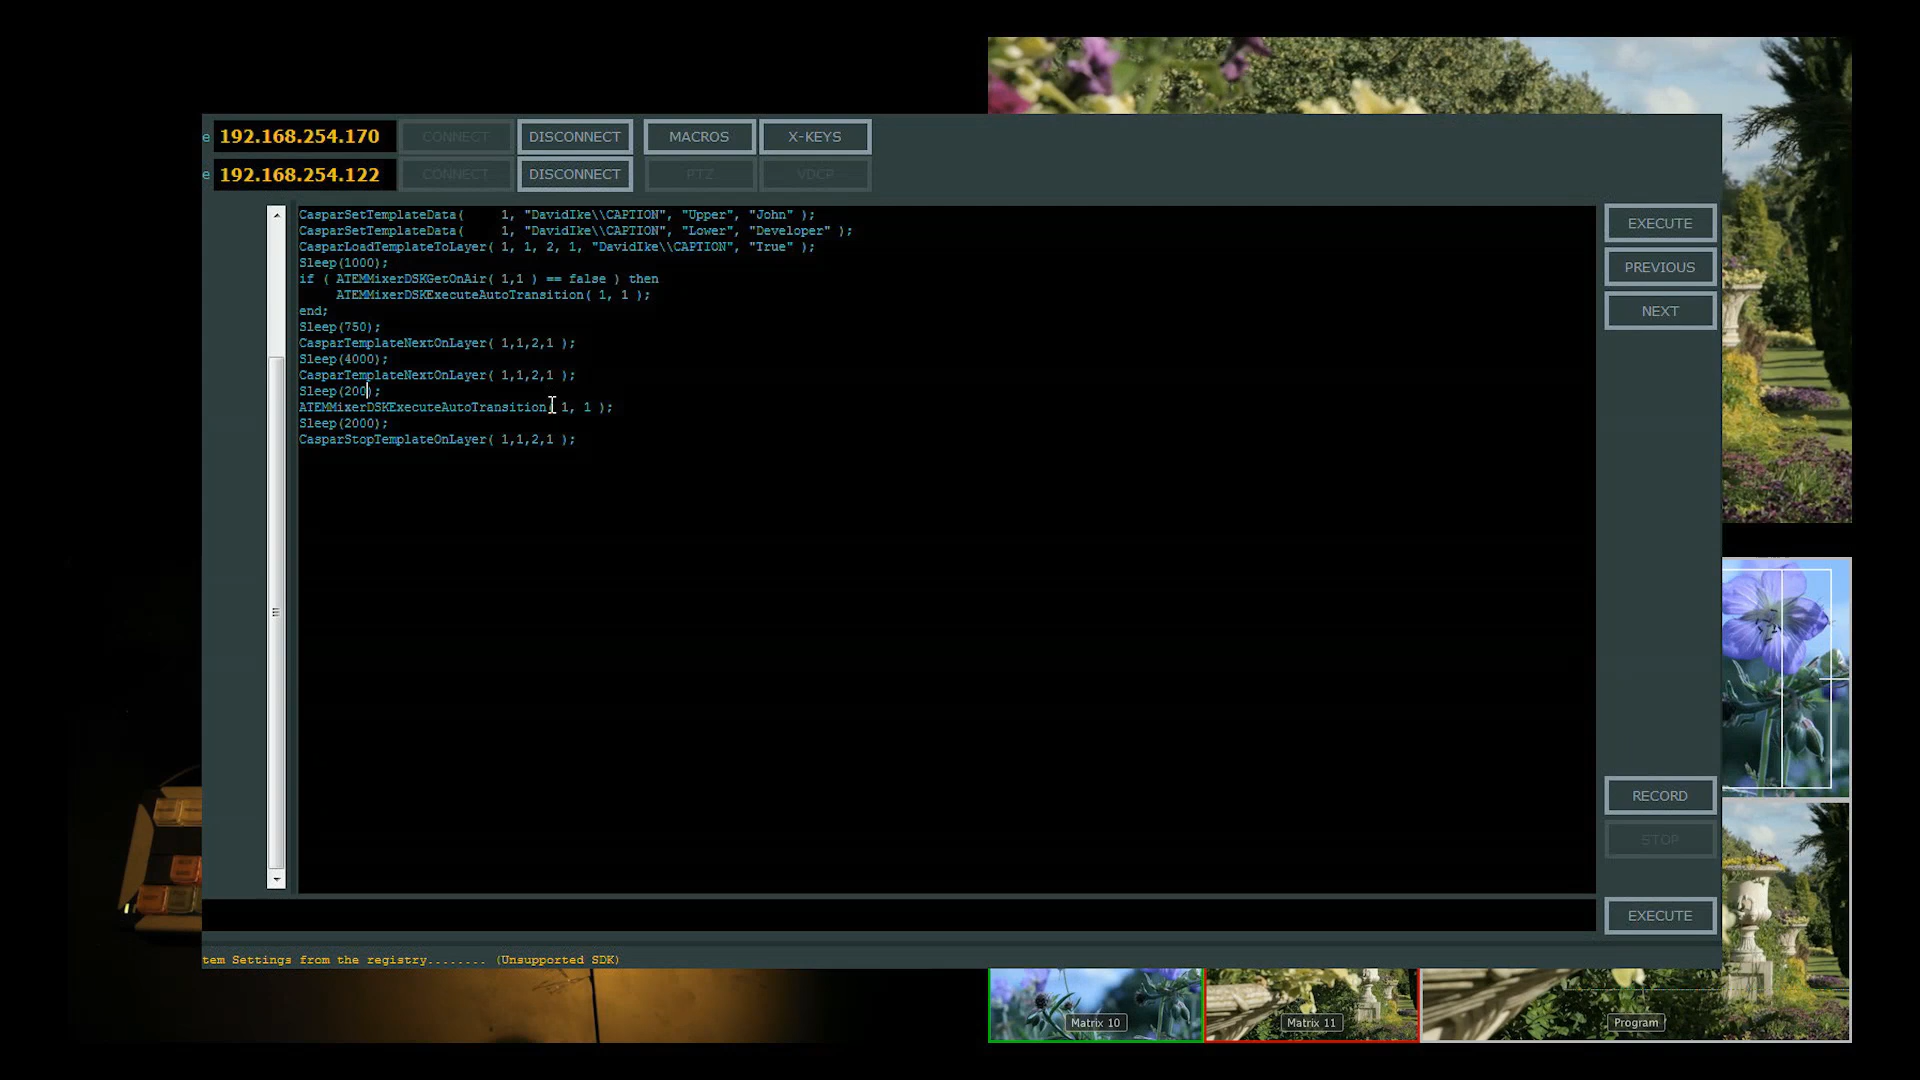 e 192.168.254.170 CONNECT DISCONNECT MACROS X-KEYS
e 192.168.254.122 CONNECT DISCONNECT PTZ VDCP
CasparSetTemplateData(     1, "DavidIke\\CAPTION", "Upper", "John" );
CasparSetTemplateData(     1, "DavidIke\\CAPTION", "Lower", "Developer" );
CasparLoadTemplateToLayer( 1, 1, 2, 1, "DavidIke\\CAPTION", "True" );
Sleep(1000);
if ( ATEMMixerDSKGetOnAir( 1,1 ) == false ) then
     ATEMMixerDSKExecuteAutoTransition( 1, 1 );
end;
Sleep(750);
CasparTemplateNextOnLayer( 1,1,2,1 );
Sleep(4000);
CasparTemplateNextOnLayer( 1,1,2,1 );
Sleep(200);
ATEMMixerDSKExecuteAutoTransition( 1, 1 );
Sleep(2000);
CasparStopTemplateOnLayer( 1,1,2,1 );
EXECUTE
PREVIOUS
NEXT
RECORD
STOP
EXECUTE
tem Settings from the registry........ (Unsupported SDK)
Matrix 10
Matrix 11
Program